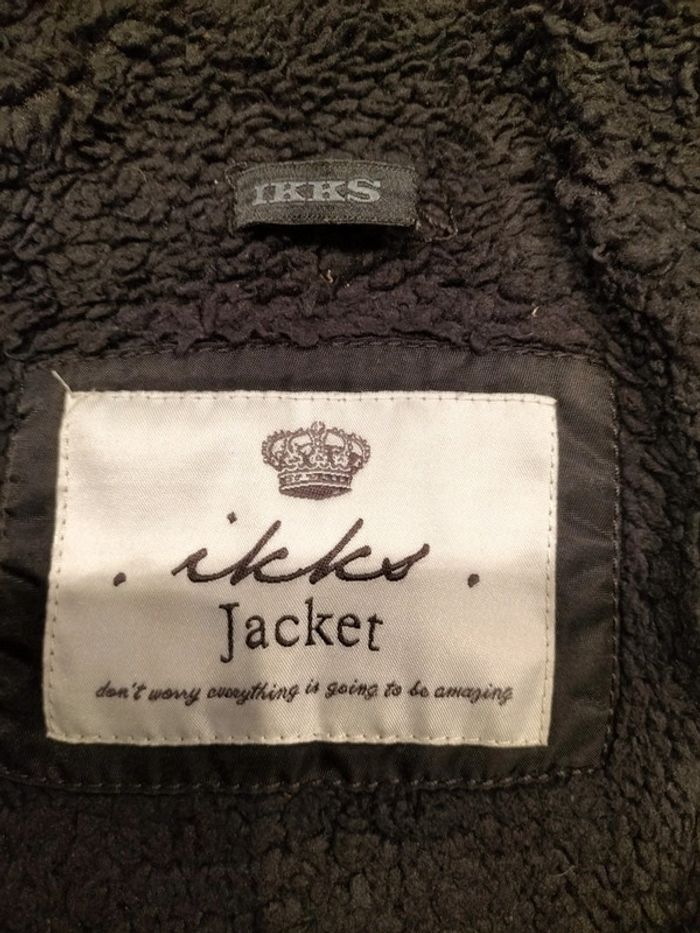 IKKS
. ikks .
Jacket
don't worry everything is going to be amazing